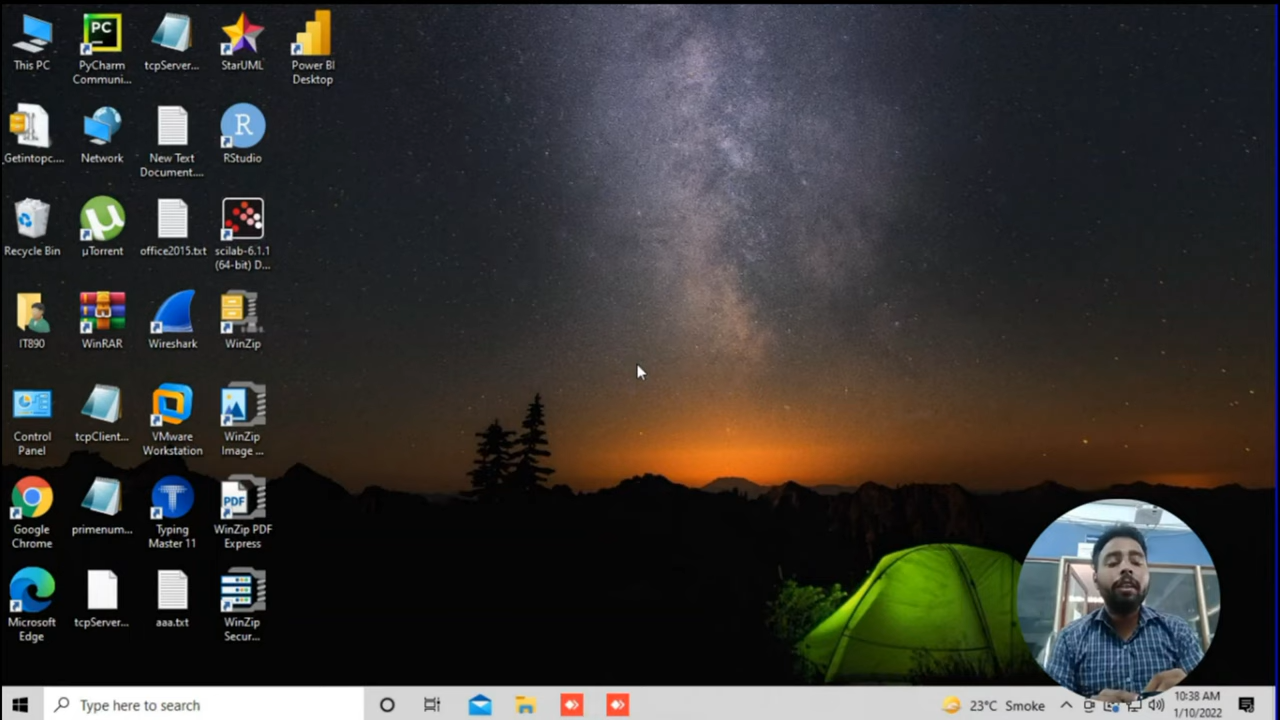 This PC
PyCharm
Communi...
tcpServer...
StarUML
Power BI
Desktop
Getintopc....
Network
New Text
Document....
RStudio
Recycle Bin
µTorrent
office2015.txt
scilab-6.1.1
(64-bit) D...
IT890
WinRAR
Wireshark
WinZip
Control
Panel
tcpClient...
VMware
Workstation
WinZip
Image ...
Google
Chrome
primenum...
Typing
Master 11
WinZip PDF
Express
Microsoft
Edge
tcpServer...
aaa.txt
WinZip
Secur...
PC
R
PDF
Type here to search
23°C Smoke
10:38 AM
1/10/2022